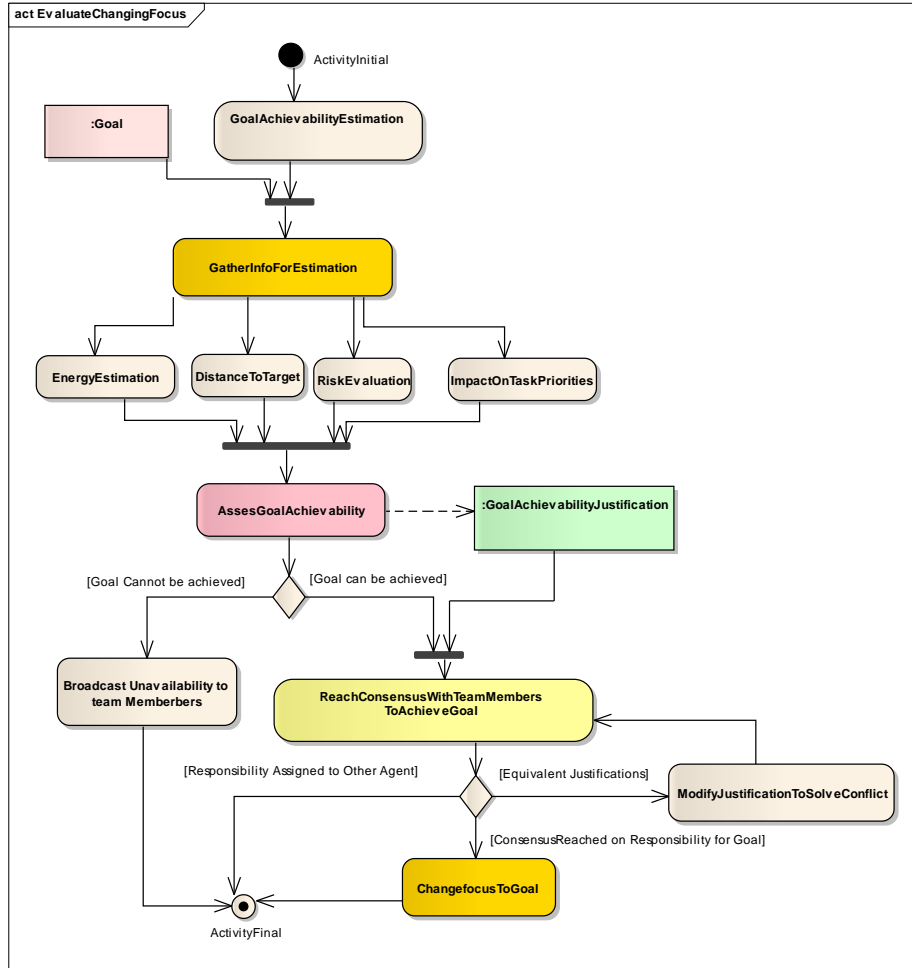 act EvaluateChangingFocus
ActivityInitial
:Goal
GoalAchievabilityEstimation
GatherInfoForEstimation
EnergyEstimation
DistanceToTarget
RiskEvaluation
ImpactOnTaskPriorities
AssesGoalAchievability
:GoalAchievabilityJustification
[Goal Cannot be achieved]
[Goal can be achieved]
Broadcast Unavailability to
team Memberbers
ReachConsensusWithTeamMembers
ToAchieveGoal
[Responsibility Assigned to Other Agent]
[Equivalent Justifications]
ModifyJustificationToSolveConflict
[ConsensusReached on Responsibility for Goal]
ChangefocusToGoal
ActivityFinal